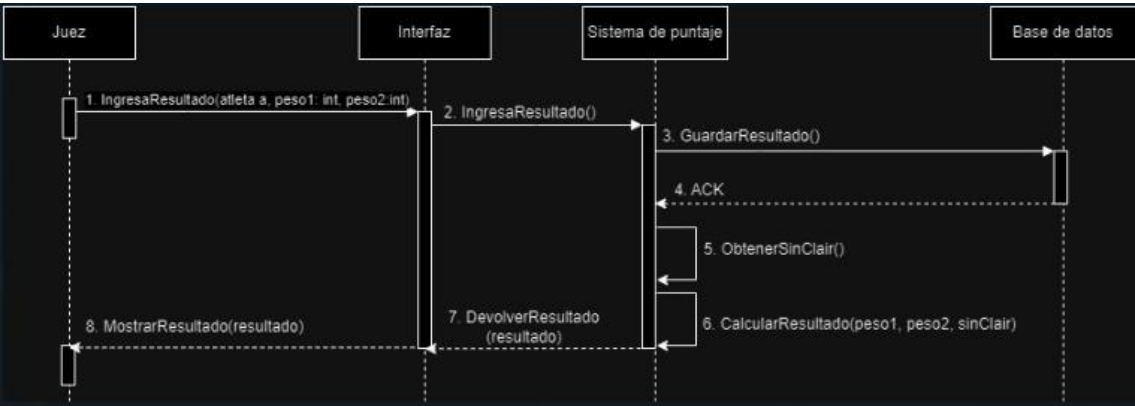 Juez
Interfaz
Sistema de puntaje
Base de datos
1. IngresaResultado(atleta a, peso1: int, peso2:int)
2. IngresaResultado()
3. GuardarResultado()
4. ACK
5. ObtenerSinClair()
6. CalcularResultado(peso1, peso2, sinClair)
7. DevolverResultado
(resultado)
8. MostrarResultado(resultado)